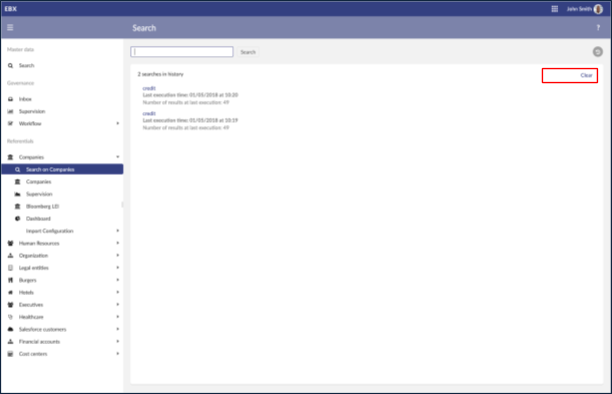 EBX
John Smith
Search
?
Master data
Search
Governance
Inbox
Supervision
Workflow
Referentials
Companies
Search on Companies
Companies
Supervision
Bloomberg LEI
Dashboard
Import Configuration
Human Resources
Organization
Legal entities
Burgers
Hotels
Executives
Healthcare
Salesforce customers
Financial accounts
Cost centers
Search
2 searches in history
Clear
credit
Last execution time: 01/05/2018 at 10:20
Number of results at last execution: 49
credit
Last execution time: 01/05/2018 at 10:19
Number of results at last execution: 49